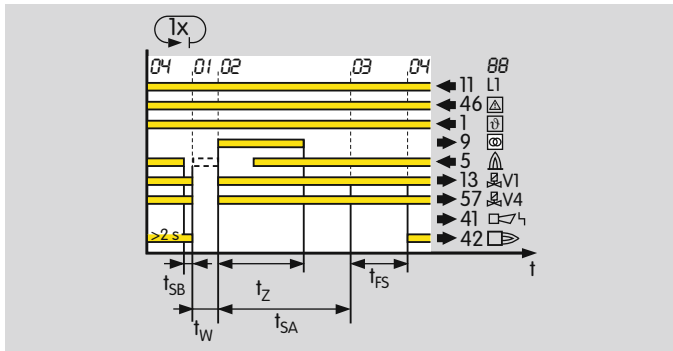 1x
04 01 02 03 04 88
11 L1
46
1 ϑ
9
5
13 V1
57 V4
41
>2 s 42
t
tSB tZ tFS
tW tSA